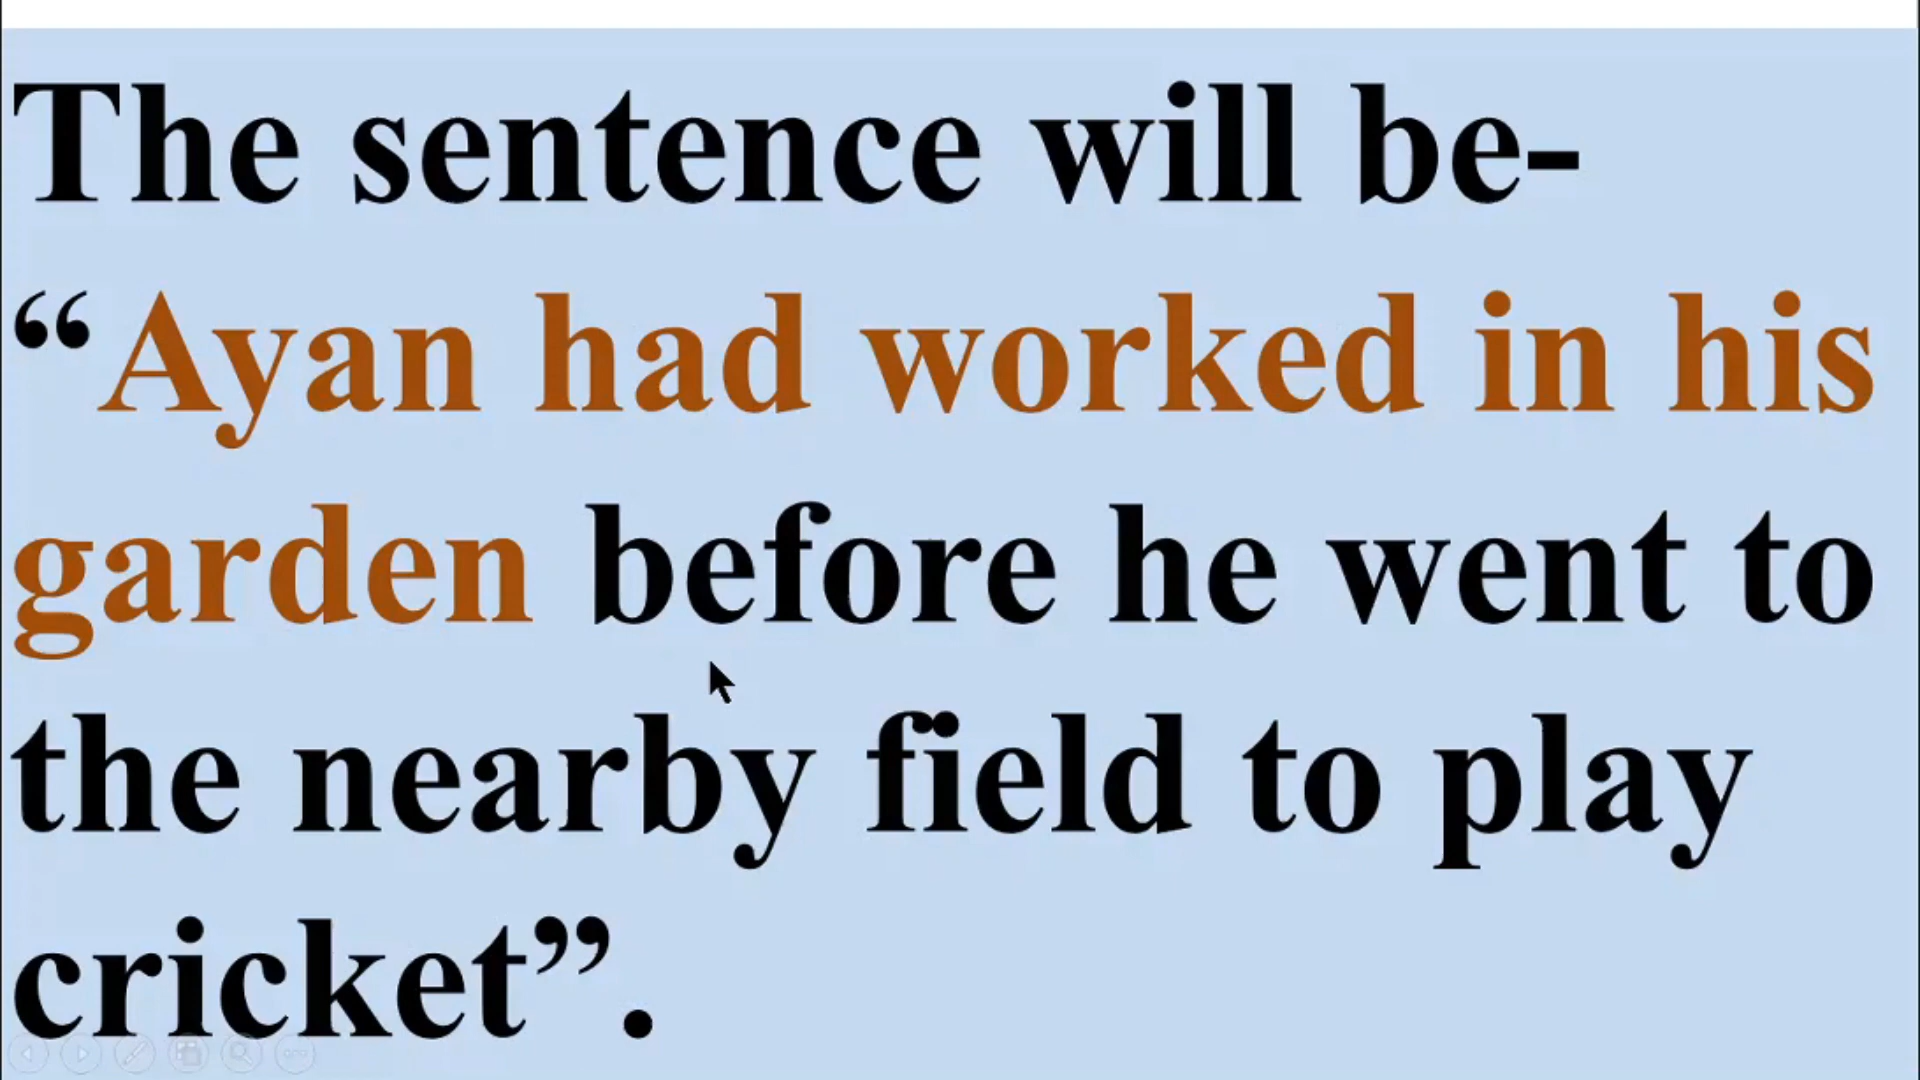 The sentence will be-
“Ayan had worked in his
garden before he went to
the nearby field to play
cricket”.